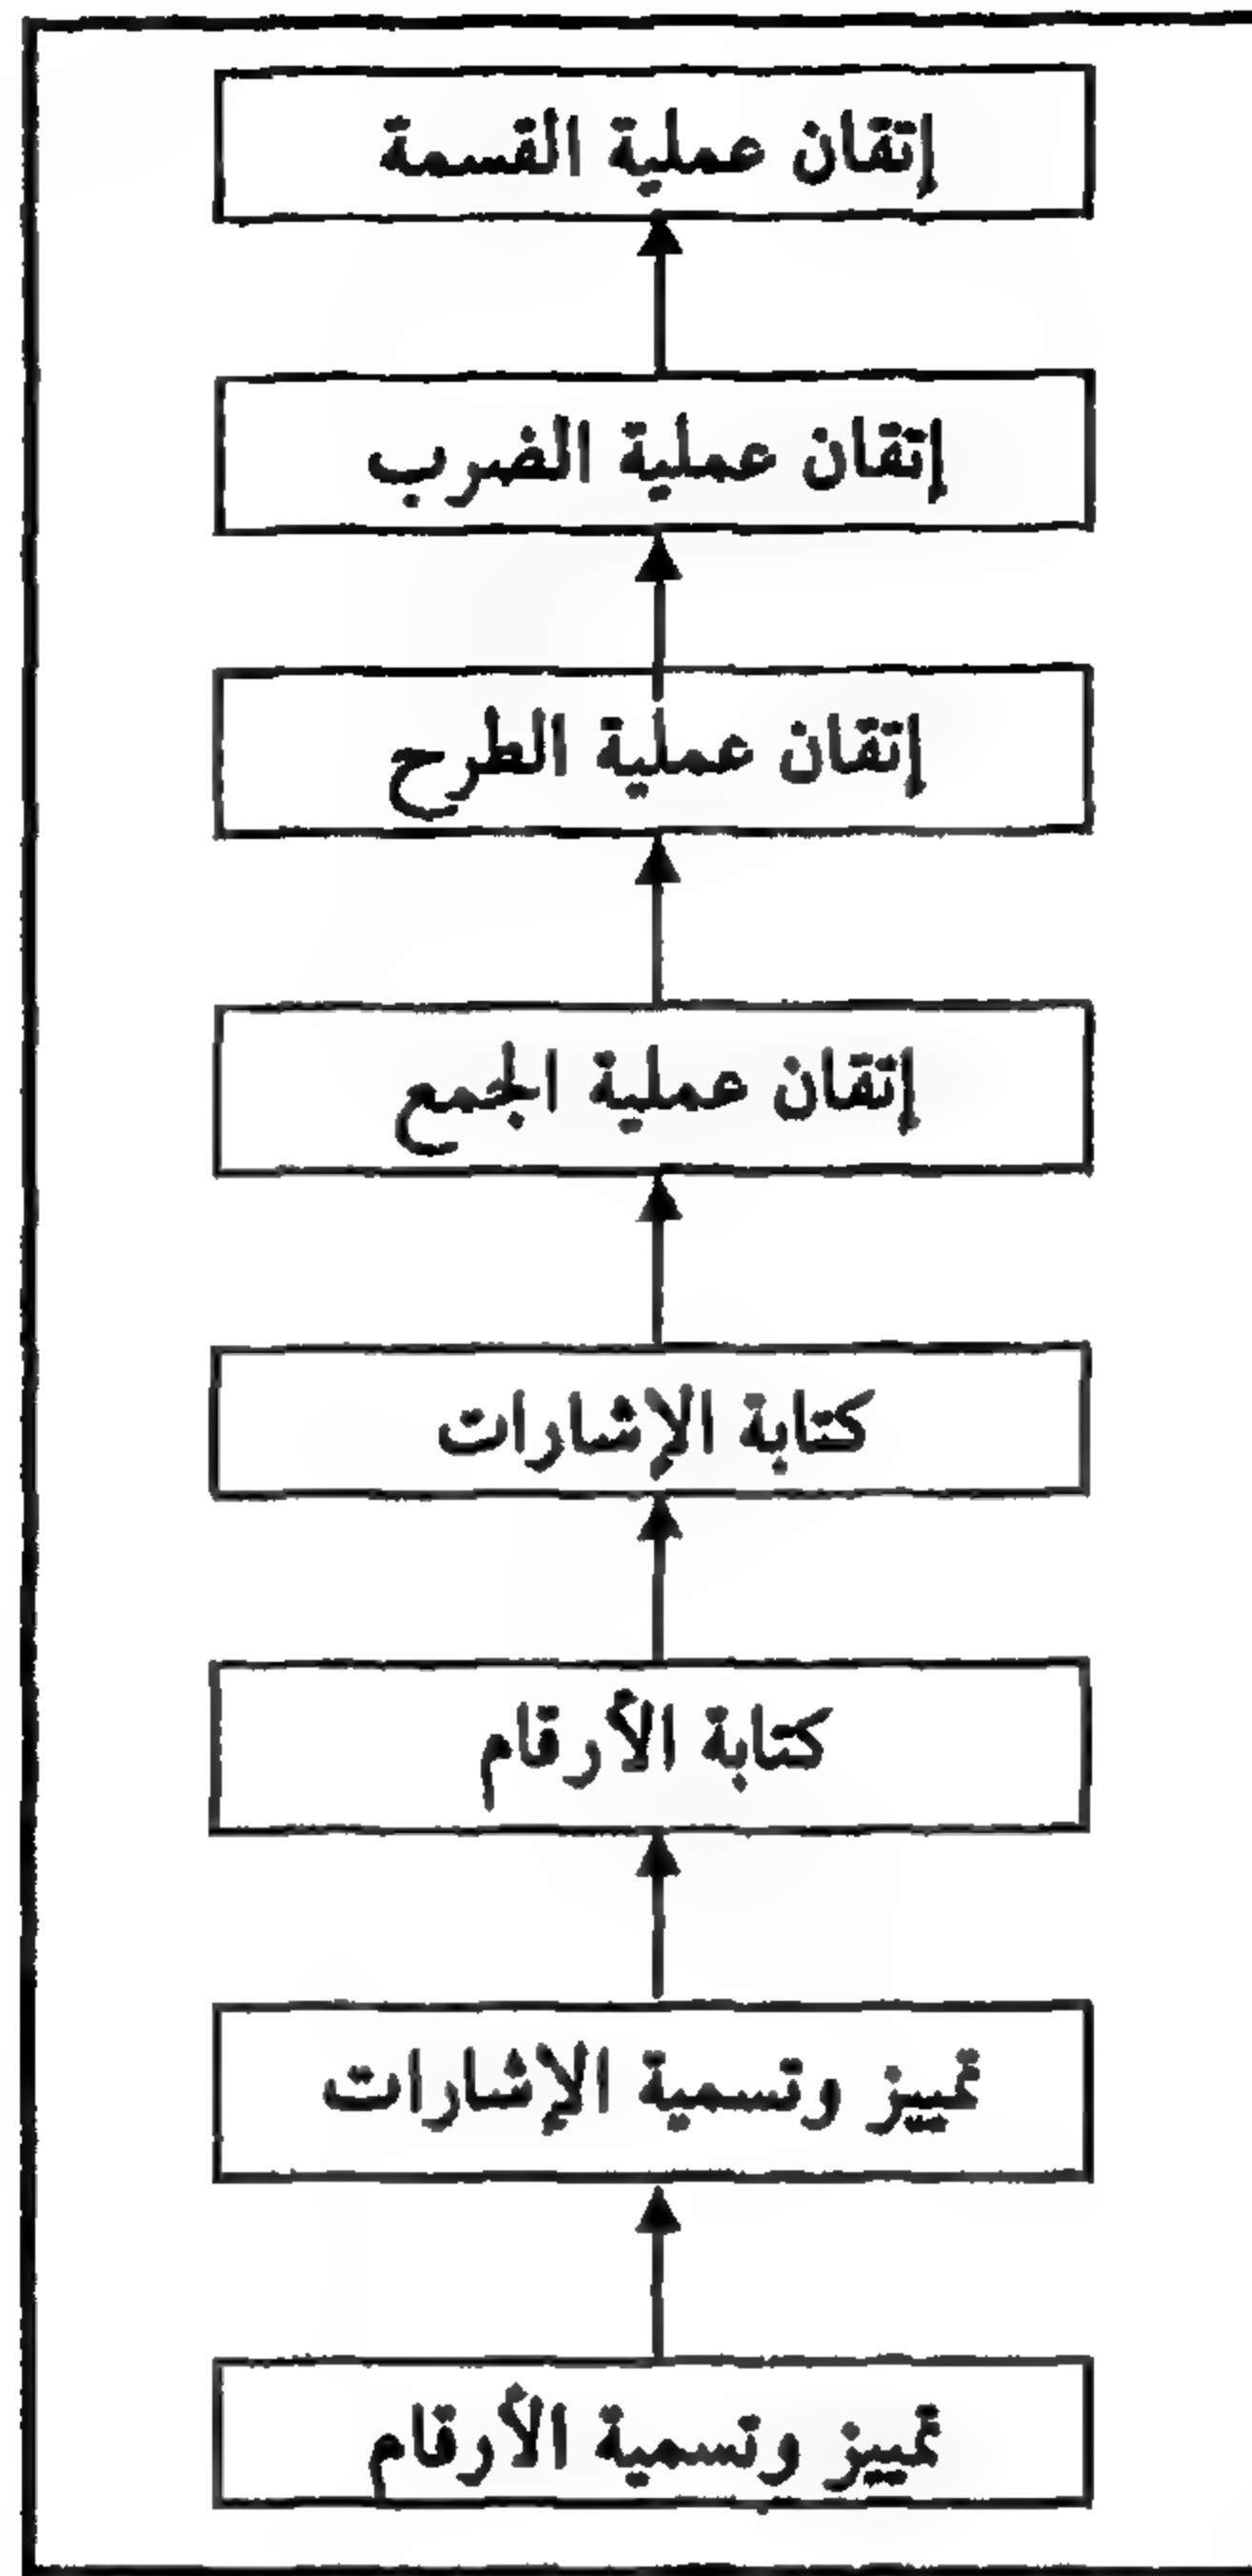 إتقان عملية القسمة
إتقان عملية الضرب
إتقان عملية الطرح
إتقان عملية الجمع
كتابة الإشارات
كتابة الأرقام
تمييز وتسمية الإشارات
تمييز وتسمية الأرقام